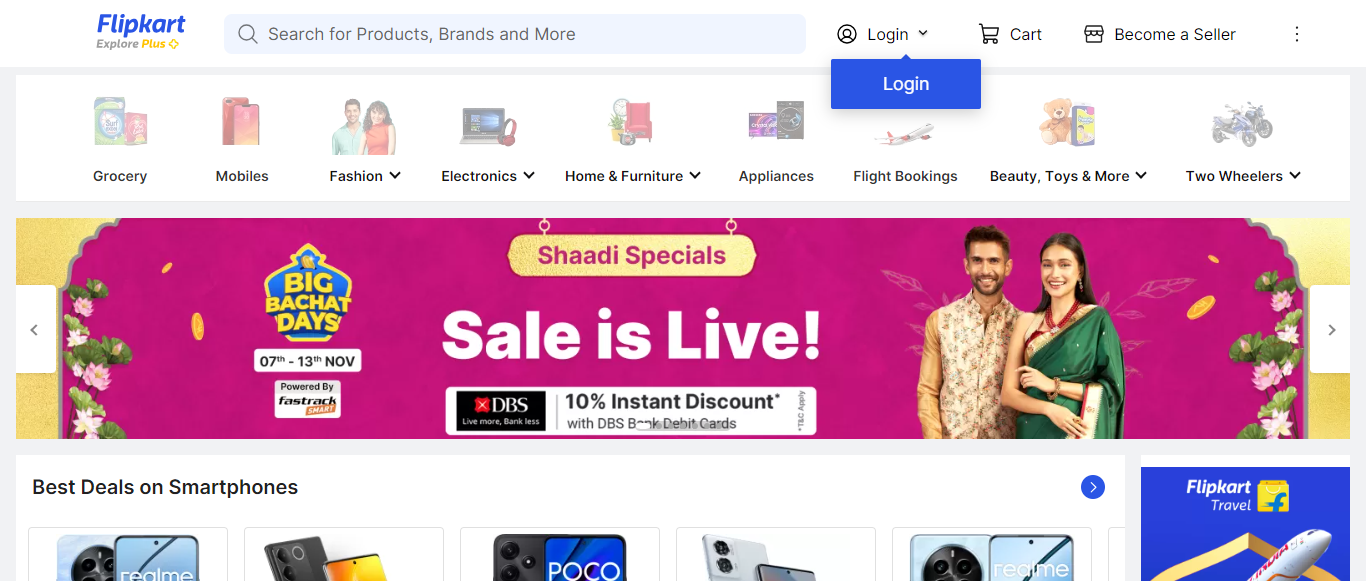 Flipkart
Explore Plus
Search for Products, Brands and More
Login
Cart
Become a Seller
Login
Grocery
Mobiles
Fashion
Electronics
Home & Furniture
Appliances
Flight Bookings
Beauty, Toys & More
Two Wheelers
BIG
BACHAT
DAYS
07th - 13th NOV
Powered By
fastrack
SMART
Shaadi Specials
Sale is Live!
DBS
Live more, Bank less
10% Instant Discount*
with DBS Bank Debit Cards
*T&C Apply
Best Deals on Smartphones
Flipkart
Travel
realme
POCO
realme